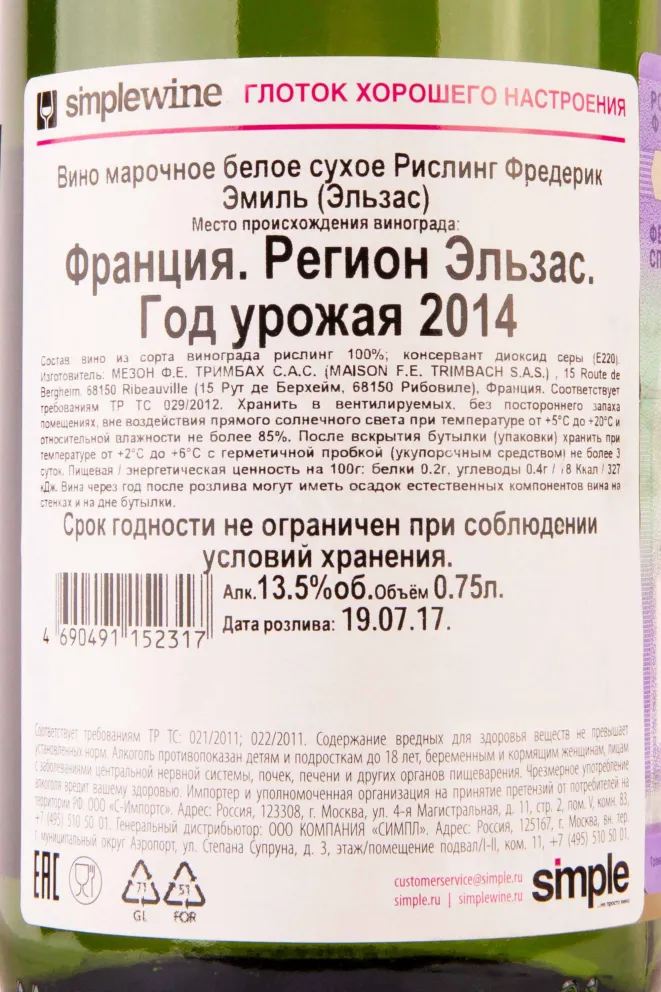 simplewine ГЛОТОК ХОРОШЕГО НАСТРОЕНИЯ
Вино марочное белое сухое Рислинг Фредерик
Эмиль (Эльзас)
Место происхождения винограда:
Франция. Регион Эльзас.
Год урожая 2014
Состав вино из сорта винограда рислинг 100%; консервант диоксид серы (E220).
Изготовитель: МЕЗОН Ф.Е. ТРИМБАХ С.А.С. (MAISON F.E. TRIMBACH S.A.S.) , 15 Route de
Bergheim. 68150 Ribeauville (15 Рут де Берхейм, 68150 Рибовиле), Франция. Соответствует
требованиям ТР ТС 029/2012. Хранить в вентилируемых, без постороннего запаха
помещениях, вне воздействия прямого солнечного света при температуре от +5°С до +20°С и
относительной влажности не более 85%. После вскрытия бутылки (упаковки) хранить при
температуре от +2°С до +6°С с герметичной пробкой (укупорочным средством) не более 3
суток. Пищевая / энергетическая ценность на 100г: белки 0.2г, углеводы 0.4г / 78 Ккал / 327
кДж. Вина через год после розлива могут иметь осадок естественных компонентов вина на
стенках и на дне бутылки.
Срок годности не ограничен при соблюдении
условий хранения.
Алк.13.5%об.Объём 0.75л.
Дата розлива: 19.07.17.
4 690491 152317
Соответствует требованиям ТР ТС: 021/2011; 022/2011. Содержание вредных для здоровья веществ не превышает
установленных норм. Алкоголь противопоказан детям и подросткам до 18 лет, беременным и кормящим женщинам, лицам
с заболеваниями центральной нервной системы, почек, печени и других органов пищеварения. Чрезмерное употребление
алкоголя вредит вашему здоровью. Импортер и уполномоченная организация на принятие претензий от потребителей на
территории РФ: ООО «С-Импортс». Адрес: Россия, 123308, г. Москва, ул. 4-я Магистральная, д. 11, стр. 2, пом. V, комн. 83,
+7 (495) 510 50 01. Генеральный дистрибьютор: ООО КОМПАНИЯ «СИМПЛ». Адрес: Россия, 125167, г. Москва, вн. тер.
г. муниципальный округ Аэропорт, ул. Степана Супруна, д. 3, этаж/помещение подвал/I-II, ком. 11, +7 (495) 510 50 01.
EAC
71
GL
51
FOR
customerservice@simple.ru
simple.ru | simplewine.ru
simple
...не просто вино